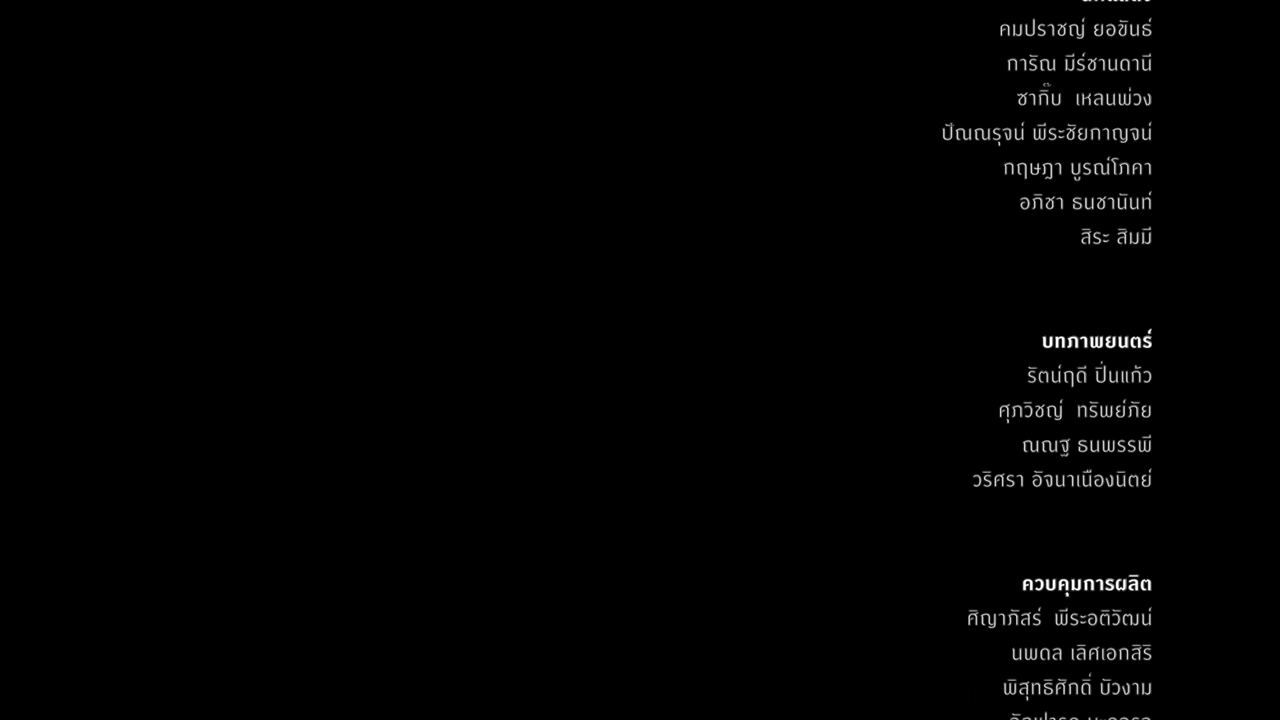 คมปราชญ์ ยอขันธ์
การิณ มีร์ชานดานี
ซากิ๊บ เหลนพ่วง
ปัณณรุจน์ พีระชัยกาญจน์
กฤษฎา บูรณ์โภคา
อภิชา ธนชานันท์
สิระ สิมมี
บทภาพยนตร์
รัตน์ฤดี ปิ่นแก้ว
ศุภวิชญ์ ทรัพย์ภัย
ณณฐ ธนพรรพี
วริศรา อัจนาเนืองนิตย์
ควบคุมการผลิต
ศิญาภัสร์ พีระอติวัฒน์
นพดล เลิศเอกสิริ
พิสุทธิศักดิ์ บัวงาม